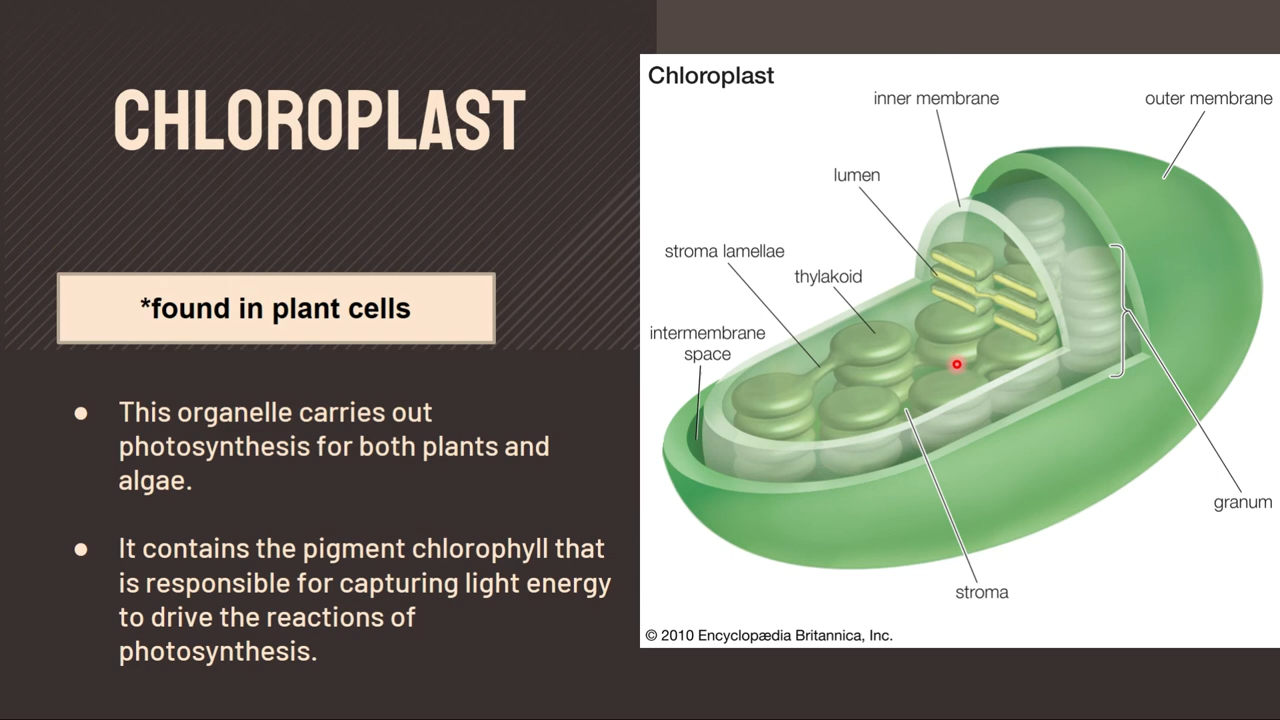 CHLOROPLAST
*found in plant cells
● This organelle carries out
photosynthesis for both plants and
algae.
● It contains the pigment chlorophyll that
is responsible for capturing light energy
to drive the reactions of
photosynthesis.
Chloroplast
inner membrane
outer membrane
lumen
stroma lamellae
thylakoid
intermembrane
space
granum
stroma
© 2010 Encyclopædia Britannica, Inc.